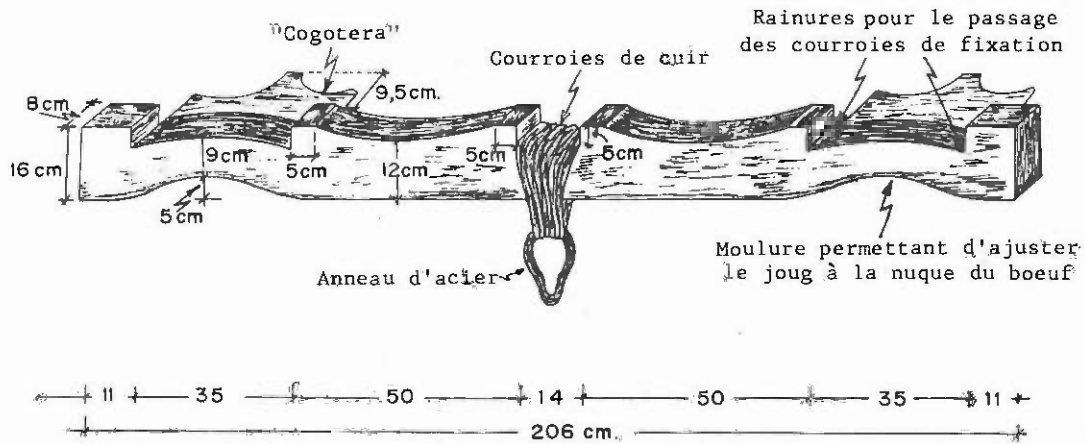 "Cogotera"
Rainures pour le passage
des courroies de fixation
Courroies de cuir
8cm.
9,5cm.
16cm
9cm
5cm
5cm
12cm
5cm
5cm
Anneau d'acier
Moulure permettant d'ajuster
le joug à la nuque du boeuf
11 35 50 14 50 35 11
206 cm.